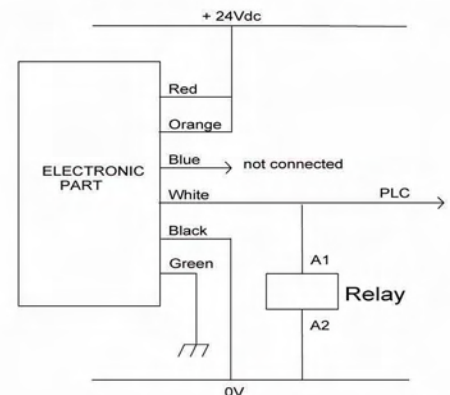 + 24Vdc
Red
Orange
Blue
not connected
ELECTRONIC
PART
White
PLC
Black
Green
A1
Relay
A2
0V